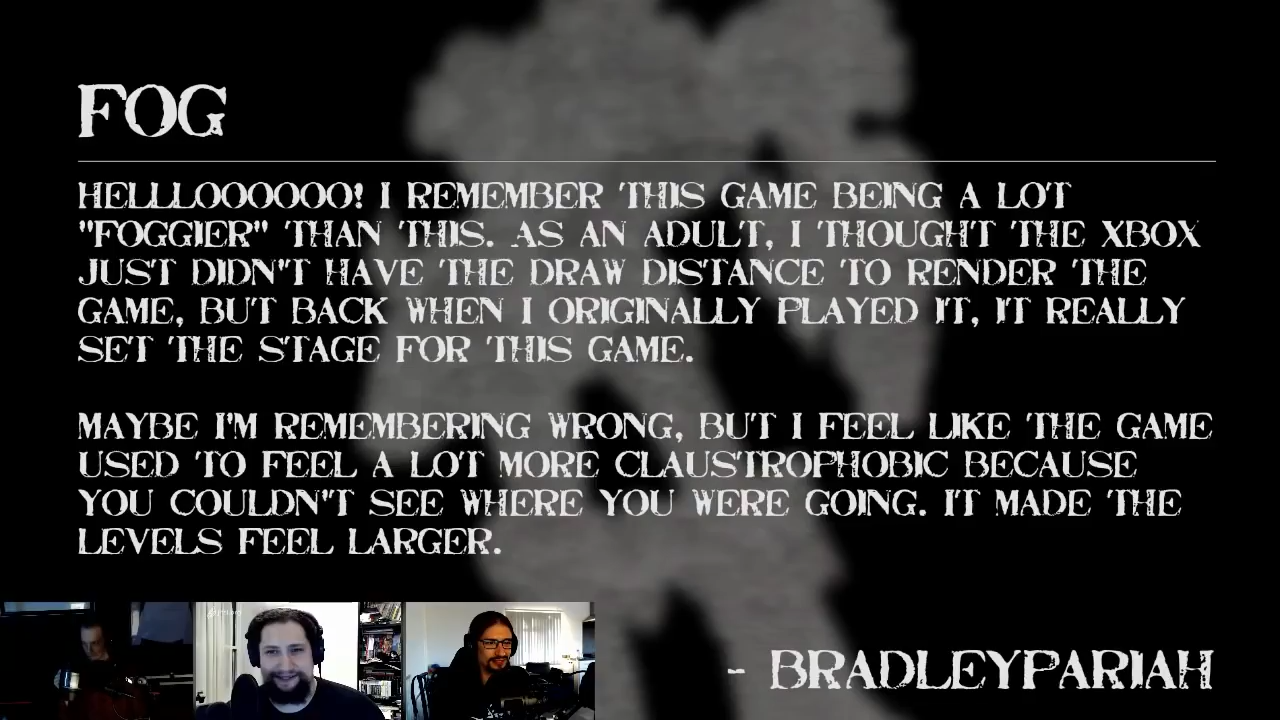 FOG
HELLLOOOOOO! I REMEMBER THIS GAME BEING A LOT
"FOGGIER" THAN THIS. AS AN ADULT, I THOUGHT THE XBOX
JUST DIDN'T HAVE THE DRAW DISTANCE TO RENDER THE
GAME, BUT BACK WHEN I ORIGINALLY PLAYED IT, IT REALLY
SET THE STAGE FOR THIS GAME.
MAYBE I'M REMEMBERING WRONG, BUT I FEEL LIKE THE GAME
USED TO FEEL A LOT MORE CLAUSTROPHOBIC BECAUSE
YOU COULDN'T SEE WHERE YOU WERE GOING. IT MADE THE
LEVELS FEEL LARGER.
- BRADLEYPARIAH